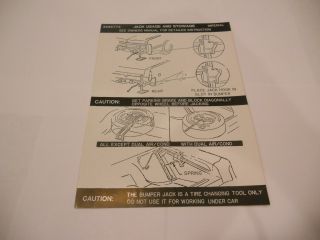 JACK USAGE AND STORAGE
IMPERIAL
SEE OWNERS MANUAL FOR DETAILED INSTRUCTION
FRONT
REAR
PLACE JACK HOOK IN
SLOT IN BUMPER
CAUTION:
SET PARKING BRAKE AND BLOCK DIAGONALLY
OPPOSITE WHEEL BEFORE JACKING
ALL EXCEPT DUAL AIR/COND
WITH DUAL AIR/COND
SPRING
CAUTION:
THE BUMPER JACK IS A TIRE CHANGING TOOL ONLY
DO NOT USE IT FOR WORKING UNDER CAR